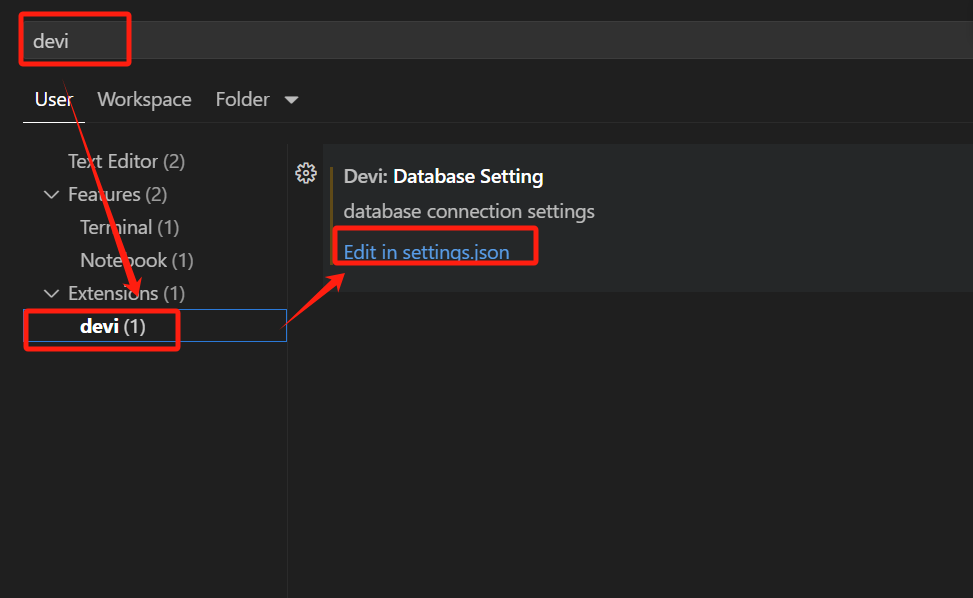 devi
User Workspace Folder
Text Editor (2)
Features (2)
Terminal (1)
Notebook (1)
Extensions (1)
devi (1)
Devi: Database Setting
database connection settings
Edit in settings.json